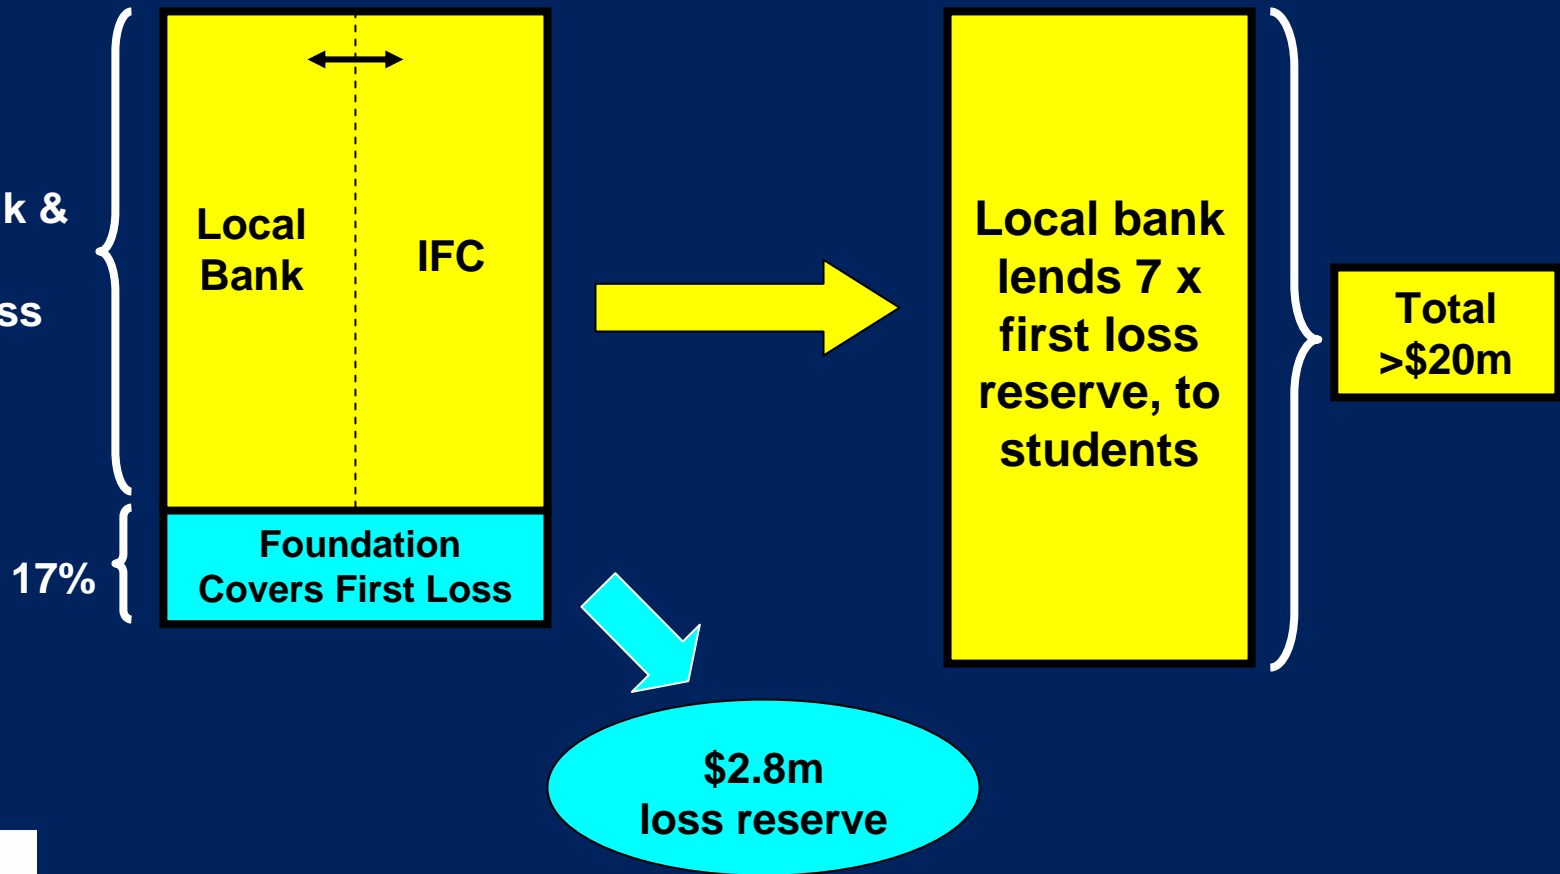 k &
ss
17%
Local
Bank
IFC
Foundation
Covers First Loss
Local bank
lends 7 x
first loss
reserve, to
students
Total
>$20m
$2.8m
loss reserve